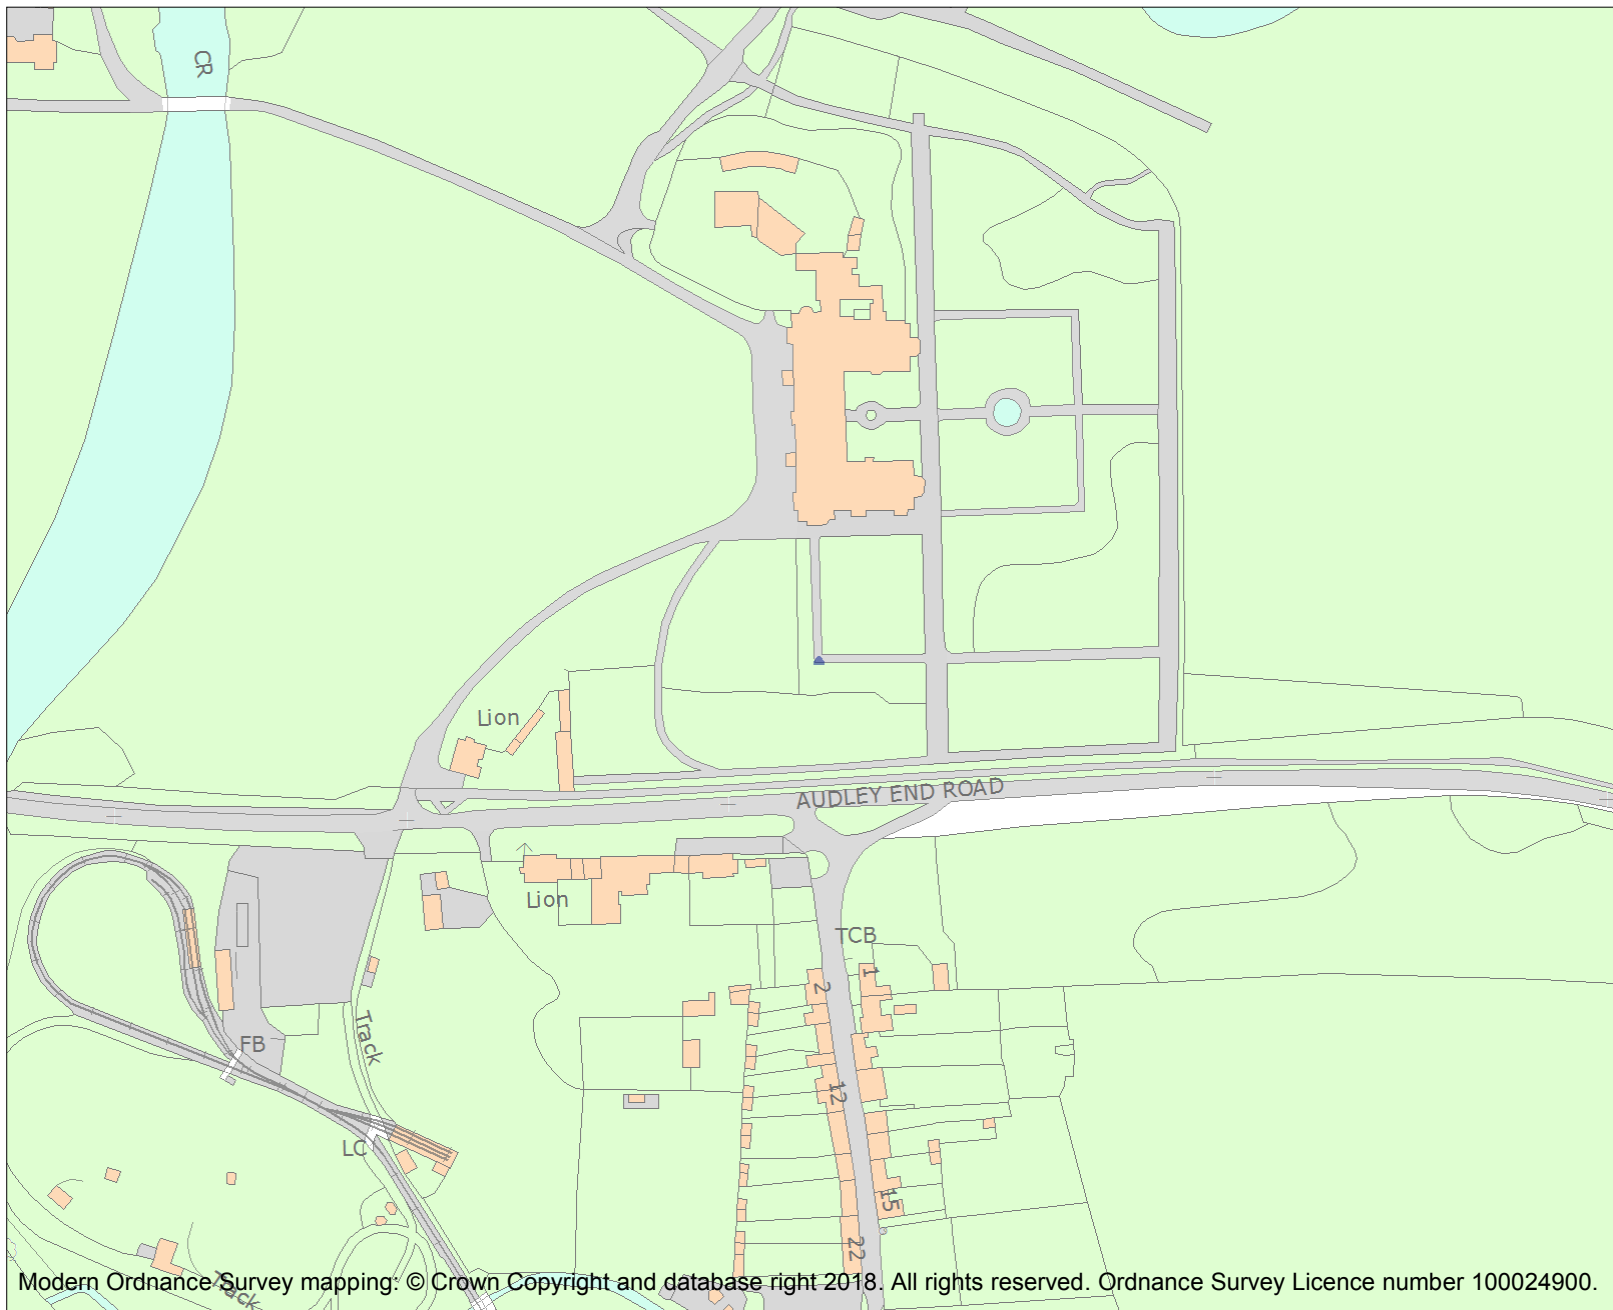 CR
Lion
AUDLEY END ROAD
Lion
TCB
1
2
Track
FB
12
LC
15
22
Track
Modern Ordnance Survey mapping: © Crown Copyright and database right 2018. All rights reserved. Ordnance Survey Licence number 100024900.